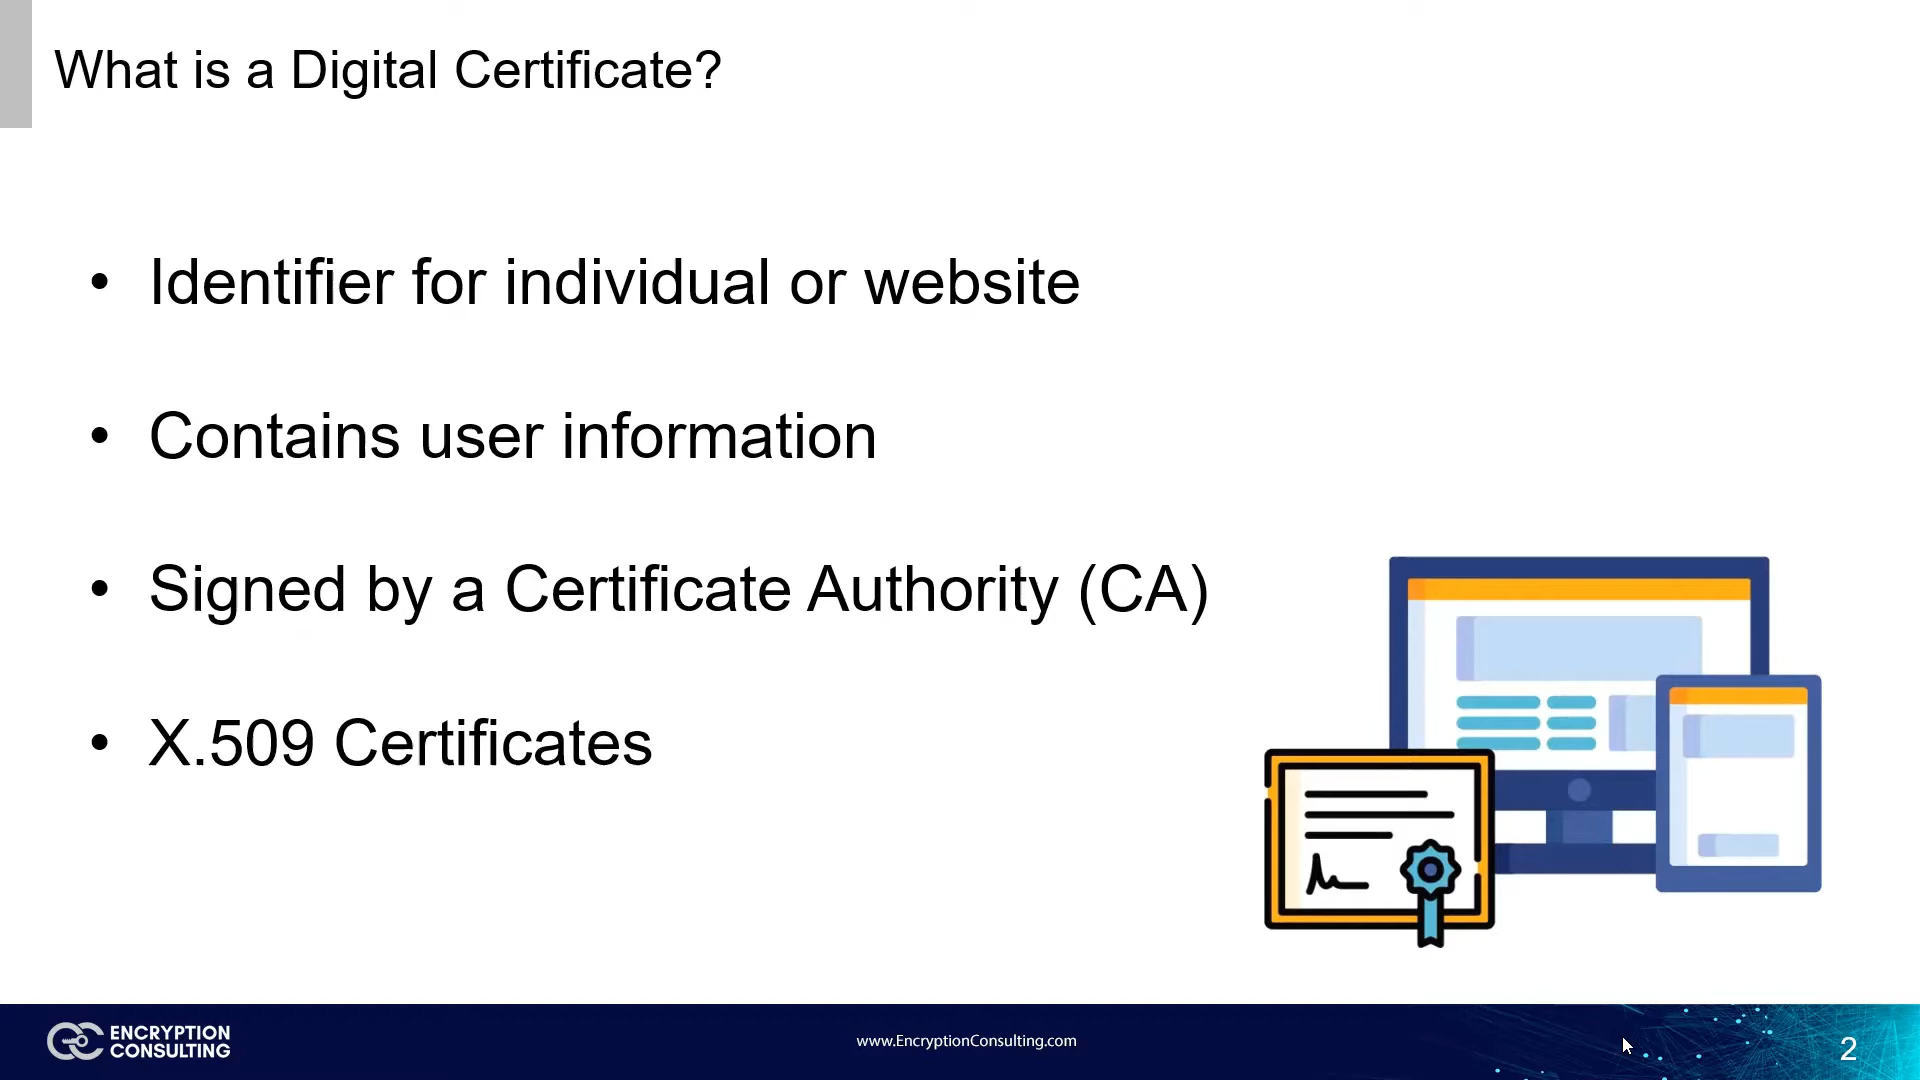 What is a Digital Certificate?
• Identifier for individual or website
• Contains user information
• Signed by a Certificate Authority (CA)
• X.509 Certificates
ENCRYPTION
CONSULTING
www.EncryptionConsulting.com
2